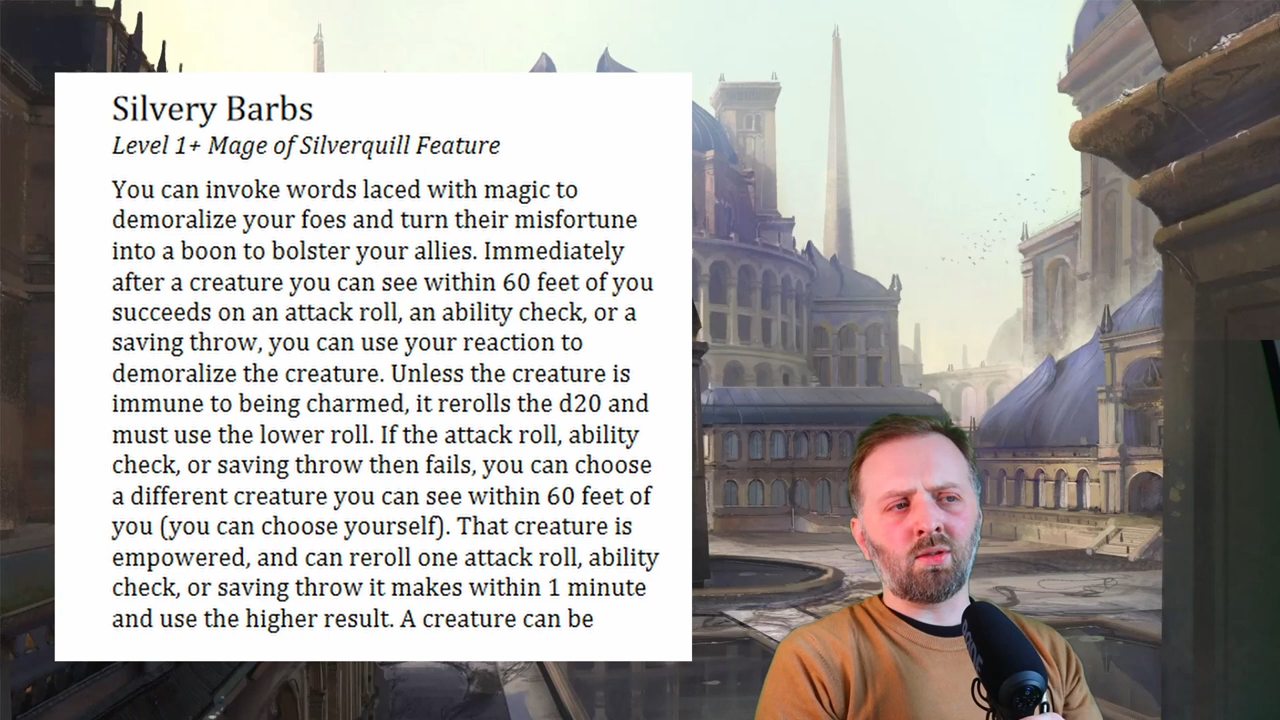 Silvery Barbs
Level 1+ Mage of Silverquill Feature
You can invoke words laced with magic to
demoralize your foes and turn their misfortune
into a boon to bolster your allies. Immediately
after a creature you can see within 60 feet of you
succeeds on an attack roll, an ability check, or a
saving throw, you can use your reaction to
demoralize the creature. Unless the creature is
immune to being charmed, it rerolls the d20 and
must use the lower roll. If the attack roll, ability
check, or saving throw then fails, you can choose
a different creature you can see within 60 feet of
you (you can choose yourself). That creature is
empowered, and can reroll one attack roll, ability
check, or saving throw it makes within 1 minute
and use the higher result. A creature can be